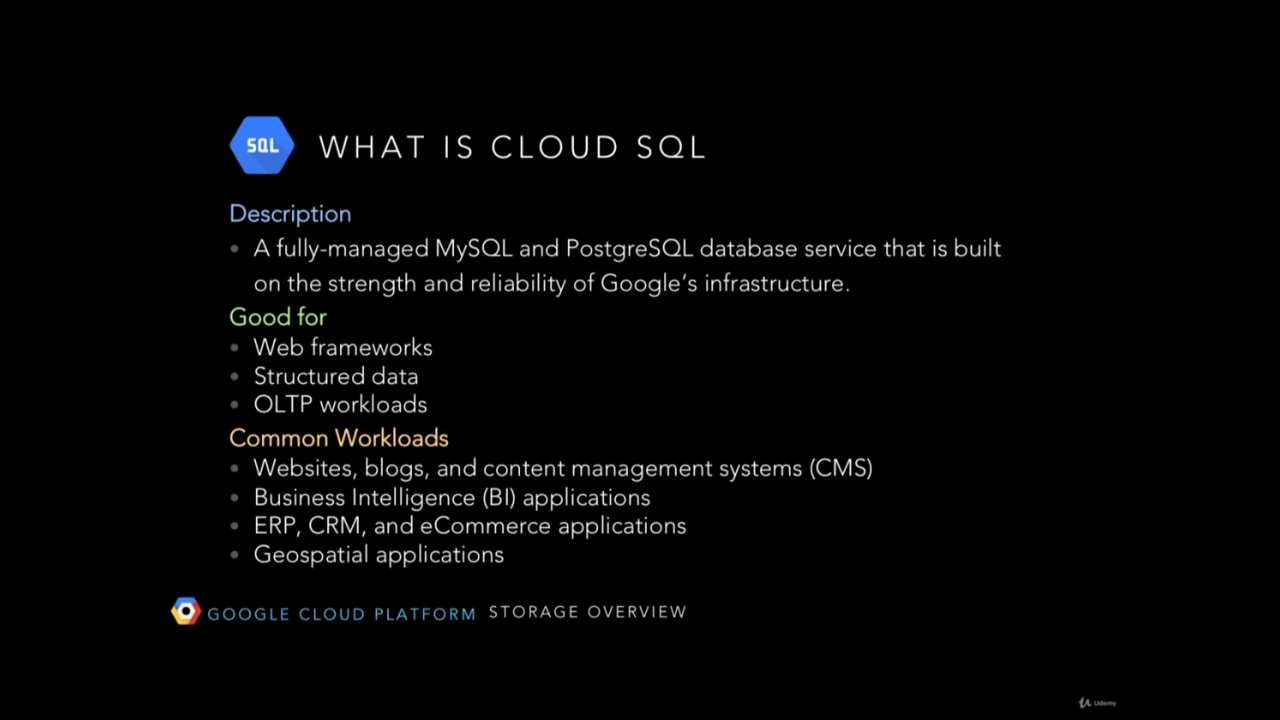 SQL
WHAT IS CLOUD SQL
Description
• A fully-managed MySQL and PostgreSQL database service that is built
on the strength and reliability of Google's infrastructure.
Good for
• Web frameworks
• Structured data
• OLTP workloads
Common Workloads
• Websites, blogs, and content management systems (CMS)
• Business Intelligence (BI) applications
• ERP, CRM, and eCommerce applications
• Geospatial applications
GOOGLE CLOUD PLATFORM STORAGE OVERVIEW
Udemy